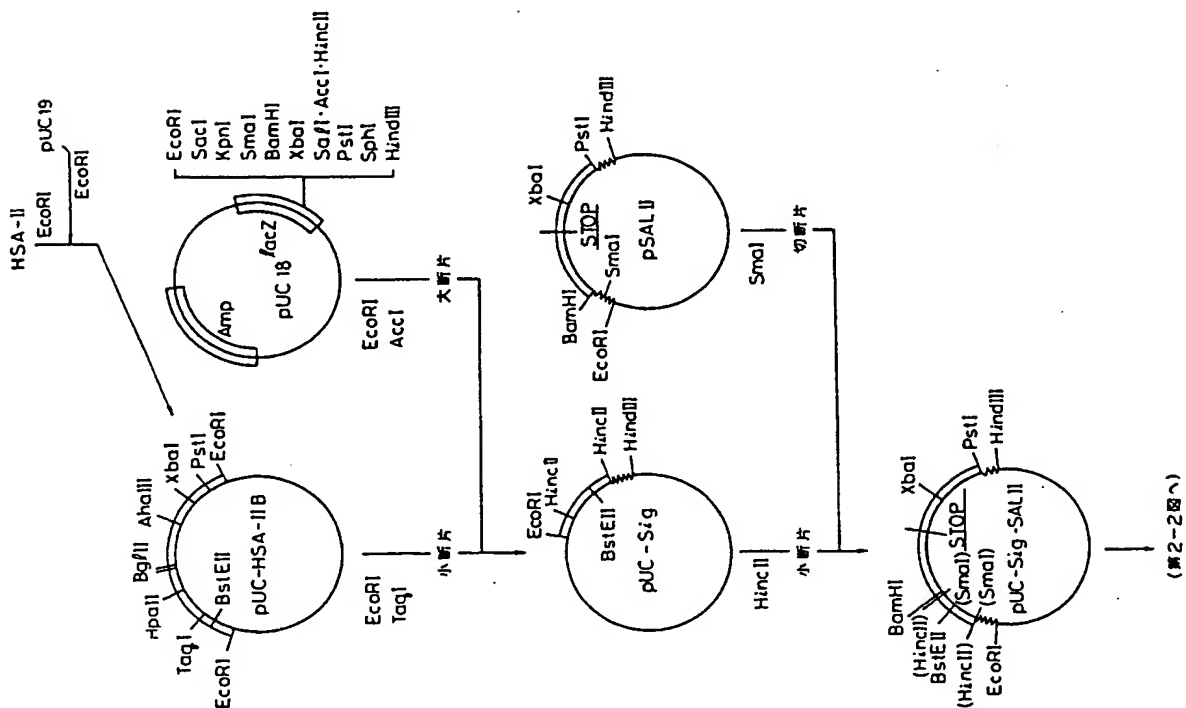 HSA-II
EcoRI
pUC19
EcoRI
EcoRI
SacI
KpnI
SmaI
BamHI
XbaI
SalI・AccI・HincII
PstI
SphI
HindIII
Amp
lacZ
pUC 18
EcoRI
AccI
大断片
EcoRI
TaqI
HpaII
BglII
AhaIII
XbaI
PstI
EcoRI
BstEII
pUC-HSA-IIB
EcoRI
TaqI
小断片
EcoRI
HincII
HincII
HindIII
BstEII
pUC-Sig
HincII
小断片
EcoRI
SmaI
BamHI
STOP
XbaI
PstI
HindIII
pSALII
SmaI
切断片
EcoRI
(HincII)
BstEII
(HincII)
BamHI
(SmaI)
(SmaI)
STOP
XbaI
PstI
HindIII
pUC-Sig-SALII
(第2-2図へ)